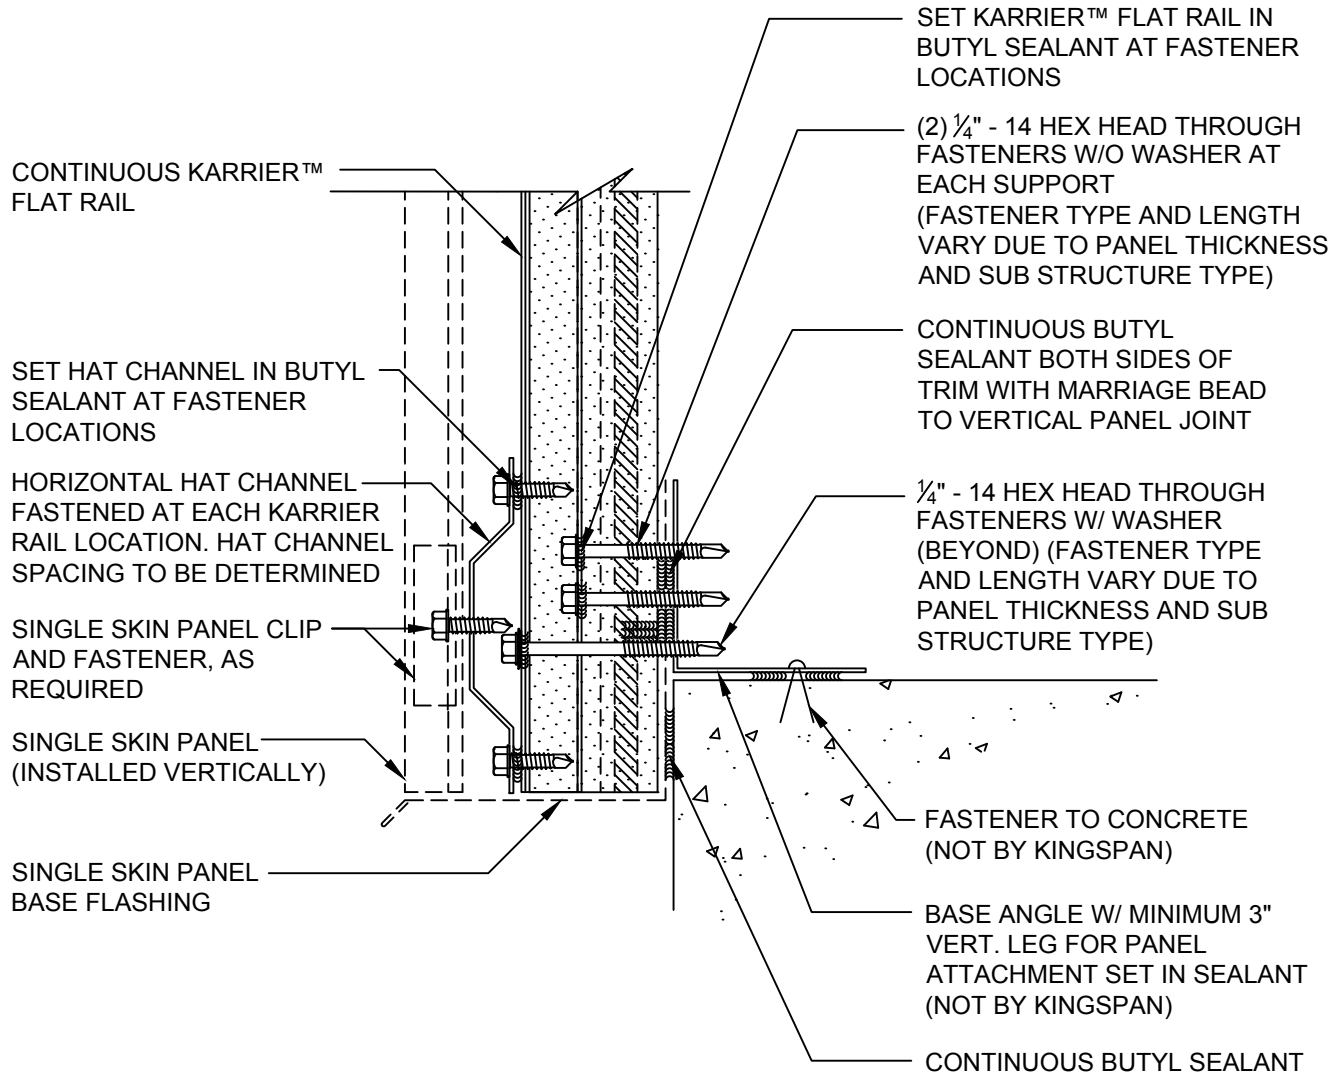 CONTINUOUS KARRIER™
FLAT RAIL
SET HAT CHANNEL IN BUTYL
SEALANT AT FASTENER
LOCATIONS
HORIZONTAL HAT CHANNEL
FASTENED AT EACH KARRIER
RAIL LOCATION. HAT CHANNEL
SPACING TO BE DETERMINED
SINGLE SKIN PANEL CLIP
AND FASTENER, AS
REQUIRED
SINGLE SKIN PANEL
(INSTALLED VERTICALLY)
SINGLE SKIN PANEL
BASE FLASHING
SET KARRIER™ FLAT RAIL IN
BUTYL SEALANT AT FASTENER
LOCATIONS
(2) ¼" - 14 HEX HEAD THROUGH
FASTENERS W/O WASHER AT
EACH SUPPORT
(FASTENER TYPE AND LENGTH
VARY DUE TO PANEL THICKNESS
AND SUB STRUCTURE TYPE)
CONTINUOUS BUTYL
SEALANT BOTH SIDES OF
TRIM WITH MARRIAGE BEAD
TO VERTICAL PANEL JOINT
¼" - 14 HEX HEAD THROUGH
FASTENERS W/ WASHER
(BEYOND) (FASTENER TYPE
AND LENGTH VARY DUE TO
PANEL THICKNESS AND SUB
STRUCTURE TYPE)
FASTENER TO CONCRETE
(NOT BY KINGSPAN)
BASE ANGLE W/ MINIMUM 3"
VERT. LEG FOR PANEL
ATTACHMENT SET IN SEALANT
(NOT BY KINGSPAN)
CONTINUOUS BUTYL SEALANT